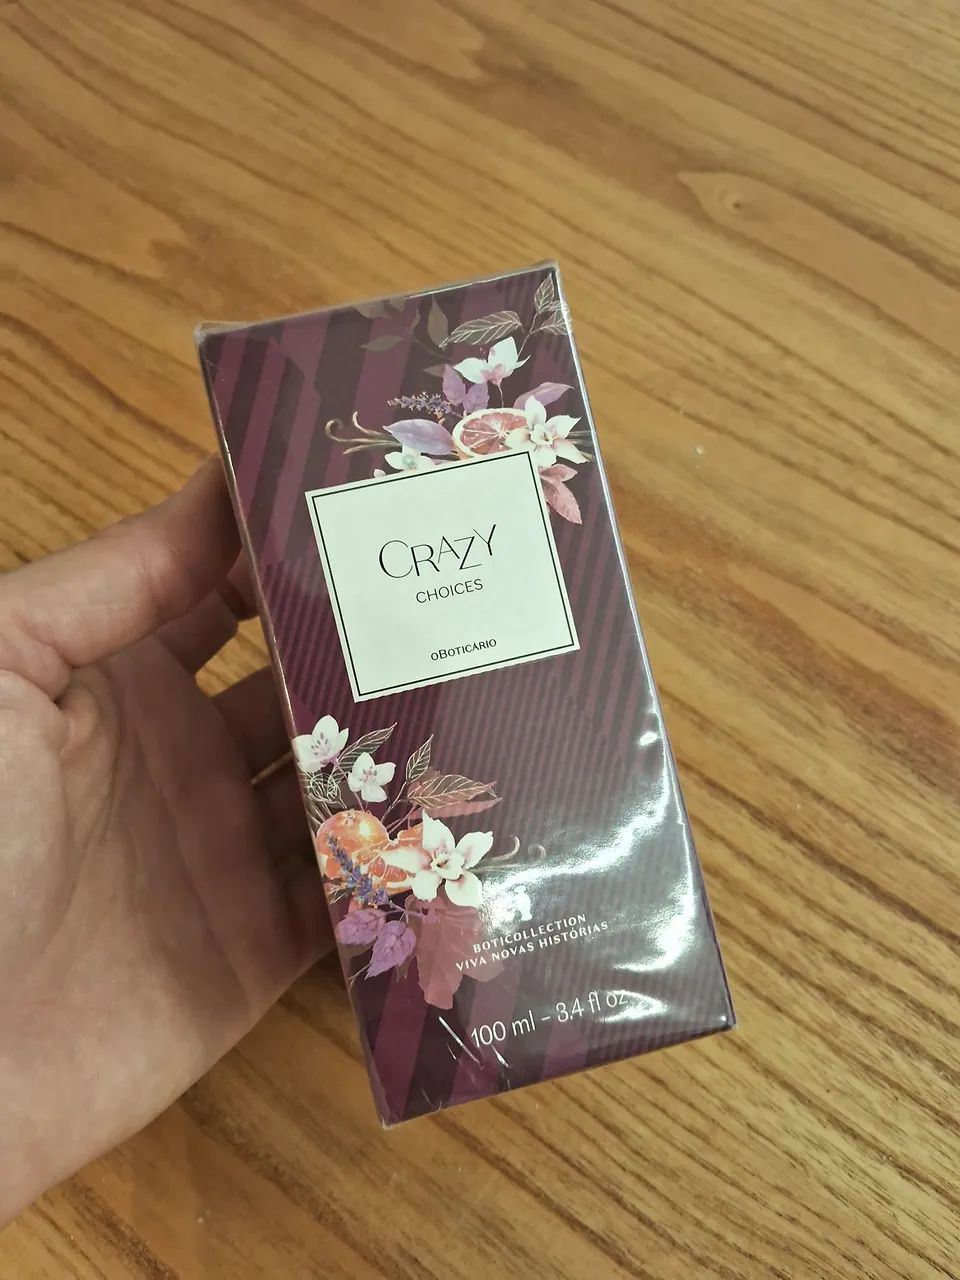 CRAZY
CHOICES
oBOTICÁRIO
BOTICOLLECTION
VIVA NOVAS HISTÓRIAS
100 ml - 3.4 fl oz